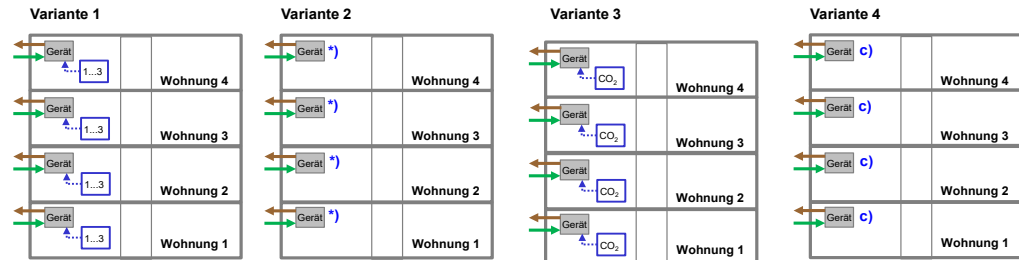 Variante 1
Variante 2
Variante 3
Variante 4
Gerät
1...3
Wohnung 4
Gerät
1...3
Wohnung 3
Gerät
1...3
Wohnung 2
Gerät
1...3
Wohnung 1
Gerät *)
Wohnung 4
Gerät *)
Wohnung 3
Gerät *)
Wohnung 2
Gerät *)
Wohnung 1
Gerät
CO₂
Wohnung 4
Gerät
CO₂
Wohnung 3
Gerät
CO₂
Wohnung 2
Gerät
CO₂
Wohnung 1
Gerät c)
Wohnung 4
Gerät c)
Wohnung 3
Gerät c)
Wohnung 2
Gerät c)
Wohnung 1